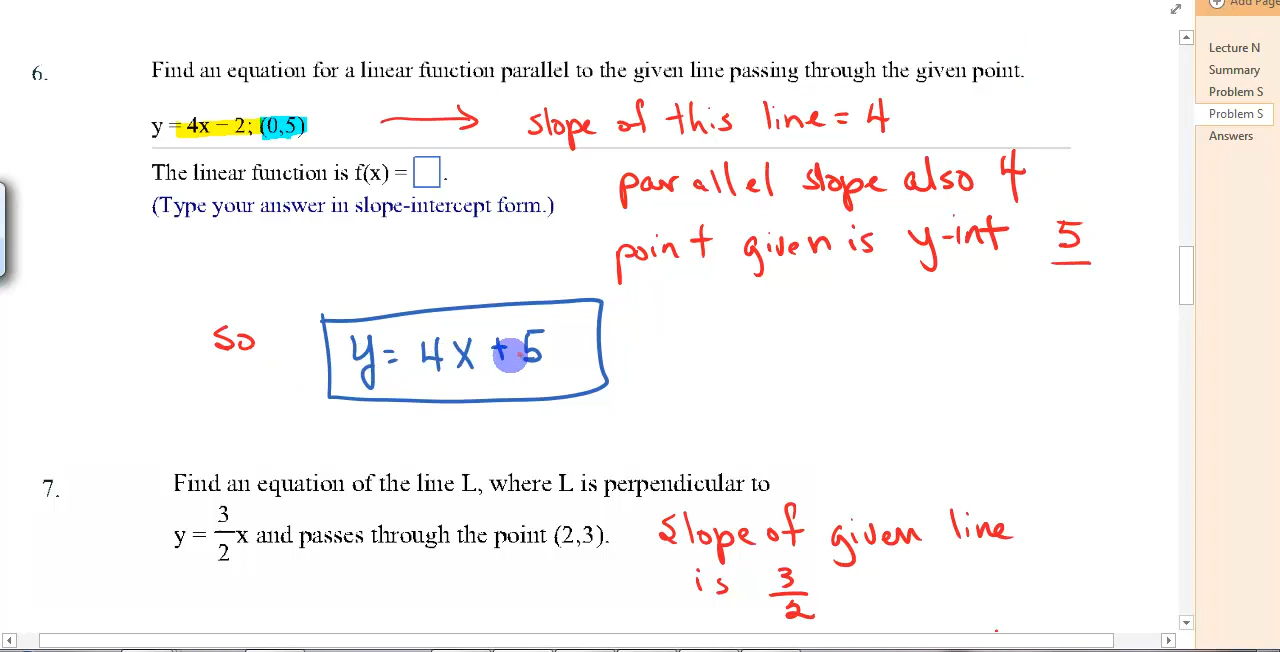 Add Page
Lecture N
Summary
Problem S
Problem S
Answers
6.
Find an equation for a linear function parallel to the given line passing through the given point.
y = 4x − 2; (0,5) → slope of this line = 4
The linear function is f(x) = .
parallel slope also 4
(Type your answer in slope-intercept form.)
point given is y-int 5
so y = 4x + 5
7.
Find an equation of the line L, where L is perpendicular to
y = 3/2 x and passes through the point (2,3).
slope of given line
is 3/2